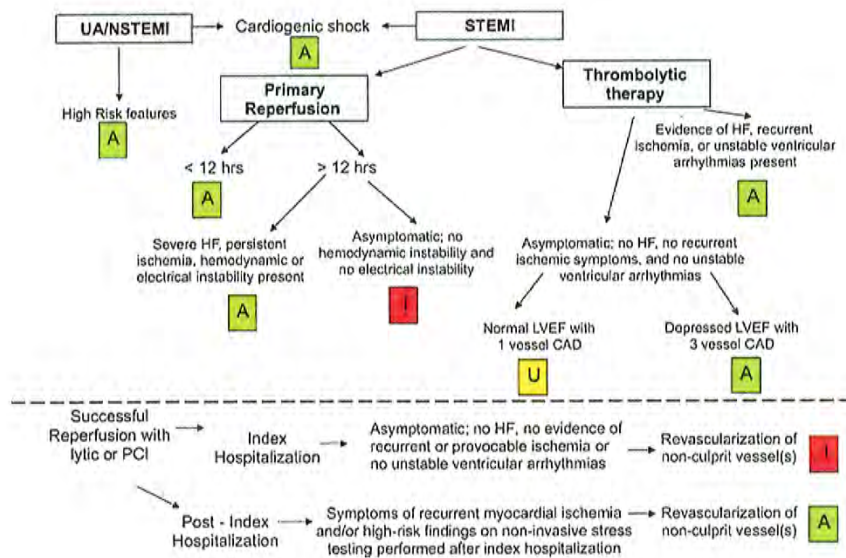 UA/NSTEMI
Cardiogenic shock
A
STEMI
High Risk features
A
Primary
Reperfusion
Thrombolytic
therapy
< 12 hrs
A
> 12 hrs
Evidence of HF, recurrent
ischemia, or unstable ventricular
arrhythmias present
A
Severe HF, persistent
ischemia, hemodynamic or
electrical instability present
A
Asymptomatic; no
hemodynamic instability and
no electrical instability
I
Asymptomatic; no HF, no recurrent
ischemic symptoms, and no unstable
ventricular arrhythmias
Normal LVEF with
1 vessel CAD
U
Depressed LVEF with
3 vessel CAD
A
Successful
Reperfusion with
lytic or PCI
Index
Hospitalization
Asymptomatic; no HF, no evidence of
recurrent or provocable ischemia or
no unstable ventricular arrhythmias
Revascularization of
non-culprit vessel(s)
I
Post - Index
Hospitalization
Symptoms of recurrent myocardial ischemia
and/or high-risk findings on non-invasive stress
testing performed after index hospitalization
Revascularization of
non-culprit vessel(s)
A